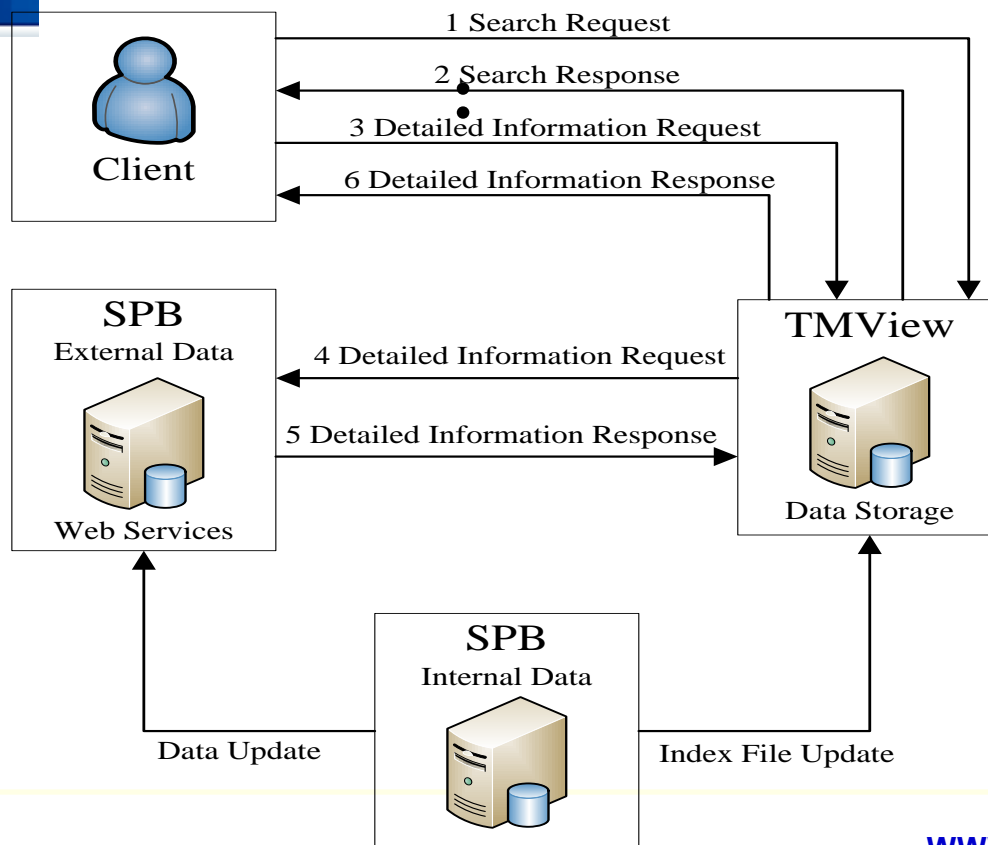 1 Search Request
2 Search Response
3 Detailed Information Request
6 Detailed Information Response
Client
SPB
External Data
Web Services
4 Detailed Information Request
5 Detailed Information Response
TMView
Data Storage
SPB
Internal Data
Data Update
Index File Update